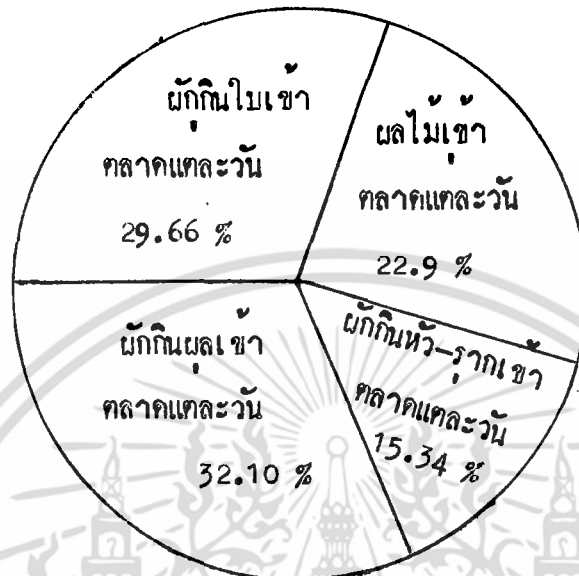 ผักกินใบเข้า
ตลาดแตละวัน
29.66 %
ผลไม้เข้า
ตลาดแตละวัน
22.9 %
ผักกินผลเข้า
ตลาดแตละวัน
32.10 %
ผักกินหัว-รากเข้า
ตลาดแตละวัน
15.34 %